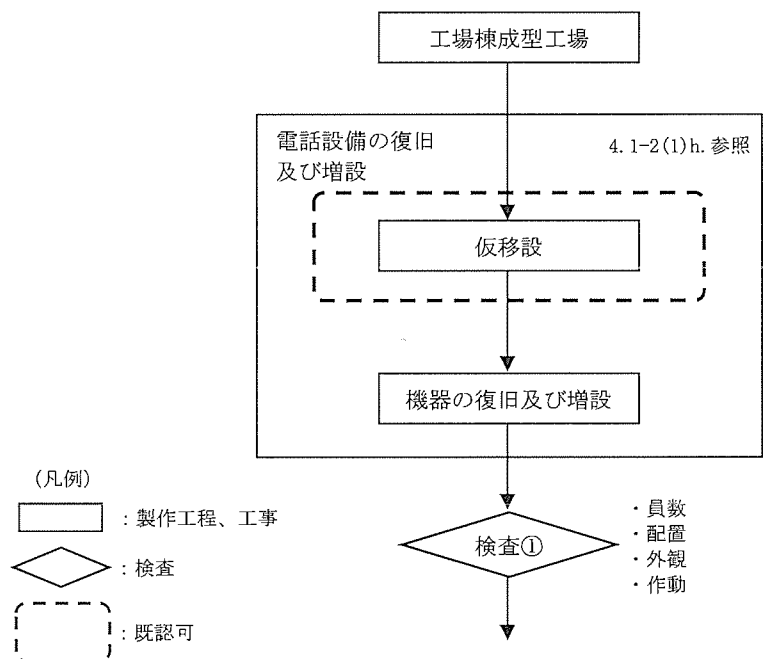 工場棟成型工場
電話設備の復旧
及び増設
4.1-2(1)h.参照
仮移設
機器の復旧及び増設
検査①
・員数
・配置
・外観
・作動
(凡例)
：製作工程、工事
：検査
：既認可